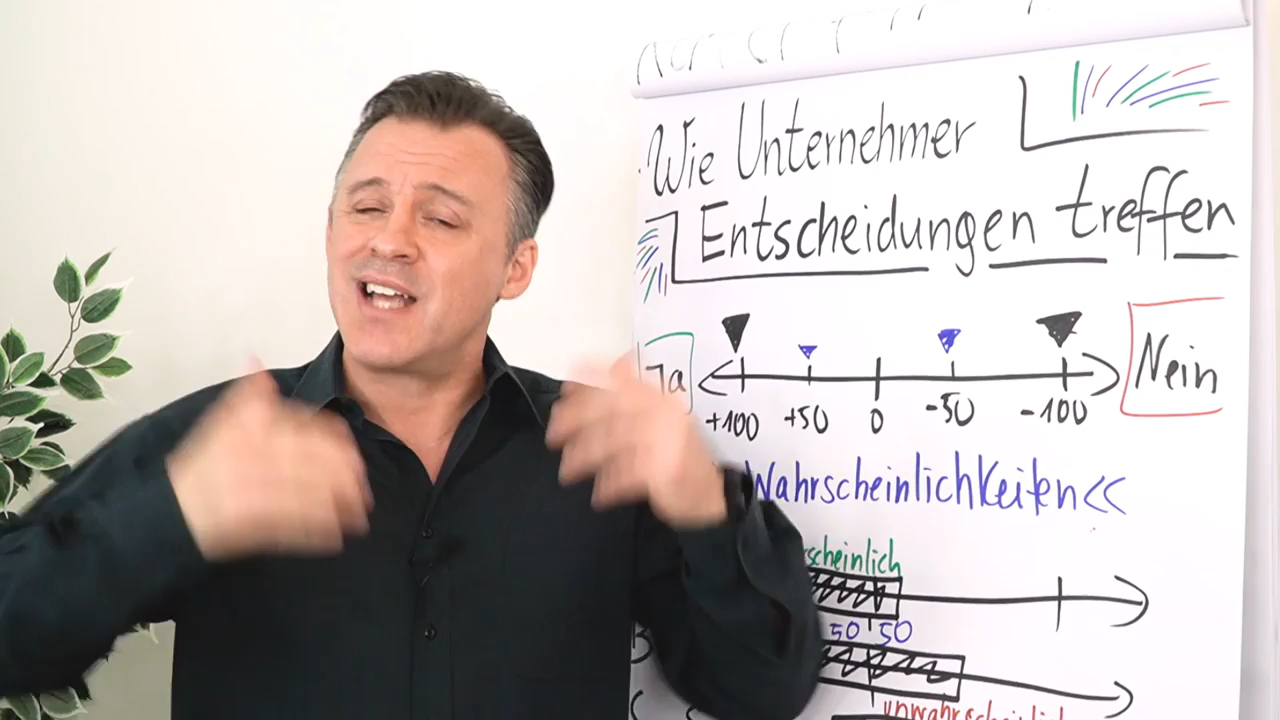 Wie Unternehmer
Entscheidungen treffen
Ja
Nein
+100 +50 0 -50 -100
Wahrscheinlichkeiten<<
50 50